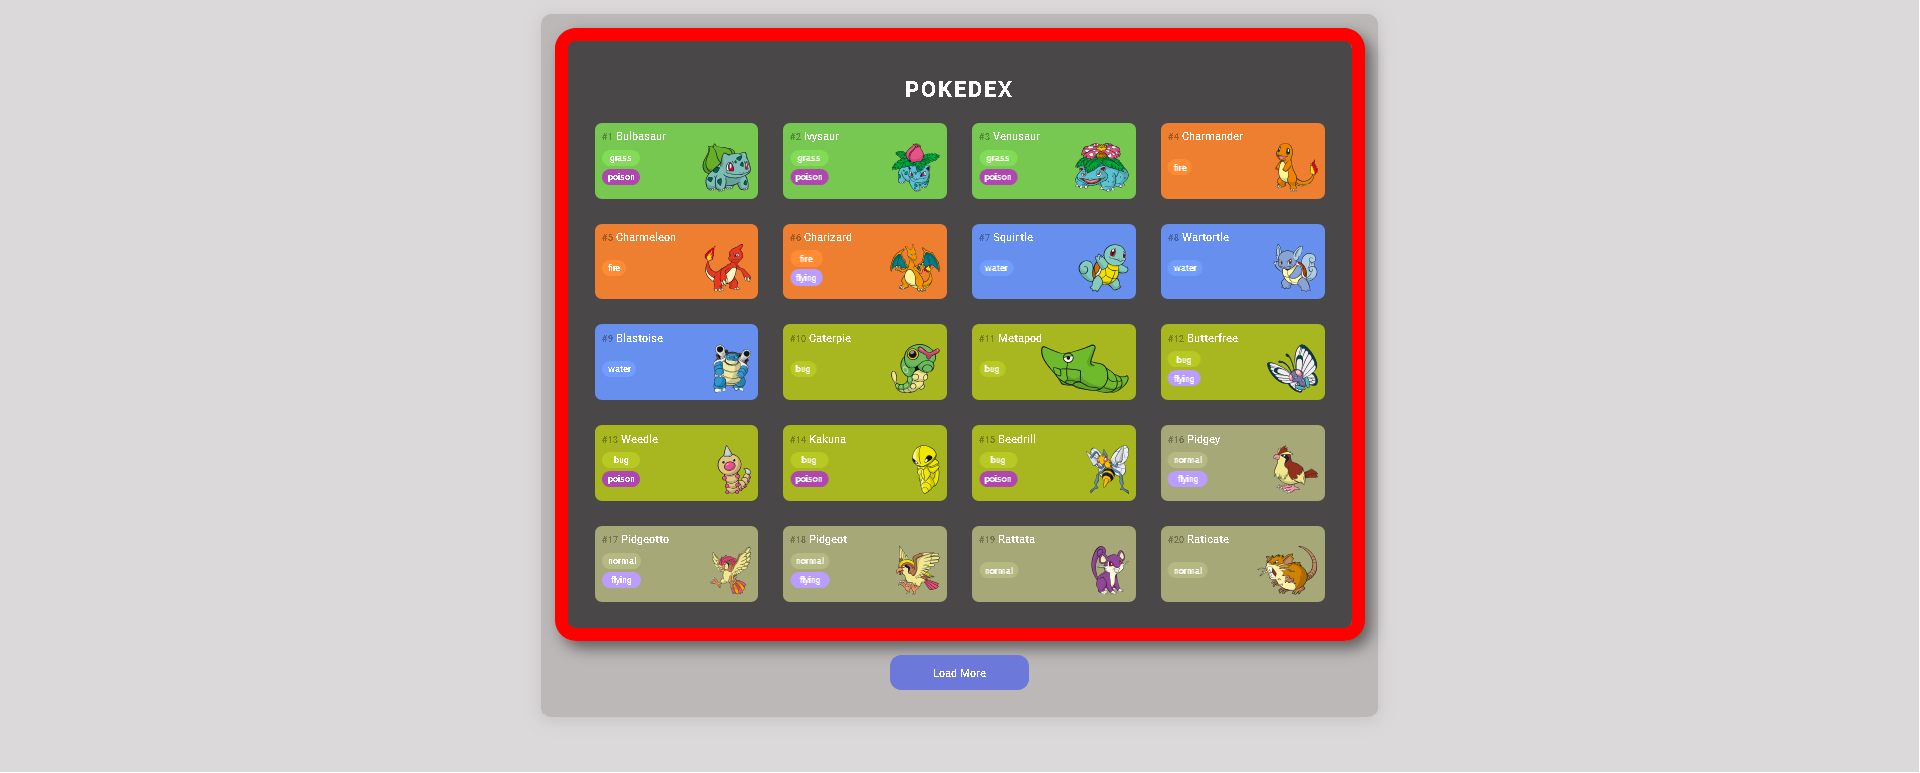 POKEDEX
#1 Bulbasaur
grass
poison
#2 Ivysaur
grass
poison
#3 Venusaur
grass
poison
#4 Charmander
fire
#5 Charmeleon
fire
#6 Charizard
fire
flying
#7 Squirtle
water
#8 Wartortle
water
#9 Blastoise
water
#10 Caterpie
bug
#11 Metapod
bug
#12 Butterfree
bug
flying
#13 Weedle
bug
poison
#14 Kakuna
bug
poison
#15 Beedrill
bug
poison
#16 Pidgey
normal
flying
#17 Pidgeotto
normal
flying
#18 Pidgeot
normal
flying
#19 Rattata
normal
#20 Raticate
normal
Load More